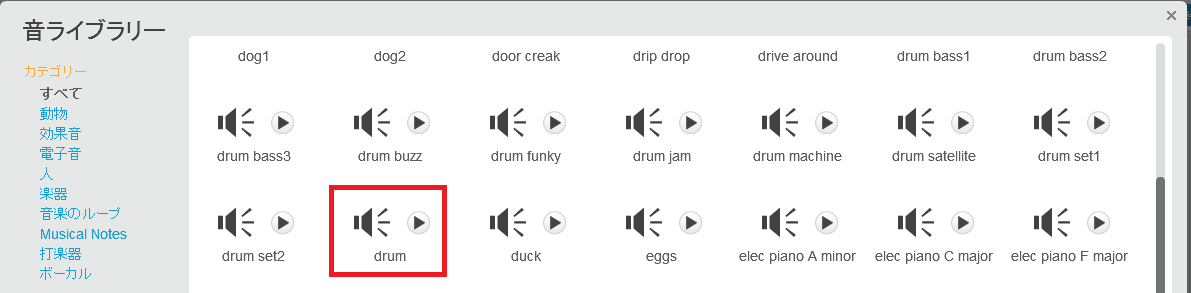 音ライブラリー
カテゴリー
すべて
動物
効果音
電子音
人
楽器
音楽のループ
Musical Notes
打楽器
ボーカル
dog1 dog2 door creak drip drop drive around drum bass1 drum bass2
drum bass3 drum buzz drum funky drum jam drum machine drum satellite drum set1
drum set2 drum duck eggs elec piano A minor elec piano C major elec piano F major